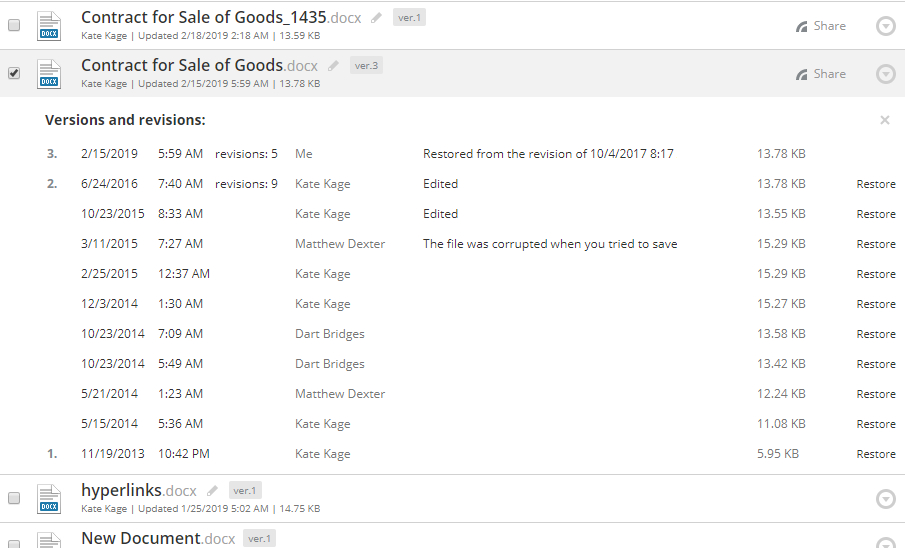 Contract for Sale of Goods_1435.docx ver.1
DOCX
Kate Kage | Updated 2/18/2019 2:18 AM | 13.59 KB
Share
Contract for Sale of Goods.docx ver.3
DOCX
Kate Kage | Updated 2/15/2019 5:59 AM | 13.78 KB
Share
Versions and revisions:
3. 2/15/2019 5:59 AM revisions: 5 Me Restored from the revision of 10/4/2017 8:17 13.78 KB
2. 6/24/2016 7:40 AM revisions: 9 Kate Kage Edited 13.78 KB Restore
10/23/2015 8:33 AM Kate Kage Edited 13.55 KB Restore
3/11/2015 7:27 AM Matthew Dexter The file was corrupted when you tried to save 15.29 KB Restore
2/25/2015 12:37 AM Kate Kage 15.29 KB Restore
12/3/2014 1:30 AM Kate Kage 15.27 KB Restore
10/23/2014 7:09 AM Dart Bridges 13.58 KB Restore
10/23/2014 5:49 AM Dart Bridges 13.42 KB Restore
5/21/2014 1:23 AM Matthew Dexter 12.24 KB Restore
5/15/2014 5:36 AM Kate Kage 11.08 KB Restore
1. 11/19/2013 10:42 PM Kate Kage 5.95 KB Restore
hyperlinks.docx ver.1
DOCX
Kate Kage | Updated 1/25/2019 5:02 AM | 14.75 KB
New Document.docx ver.1